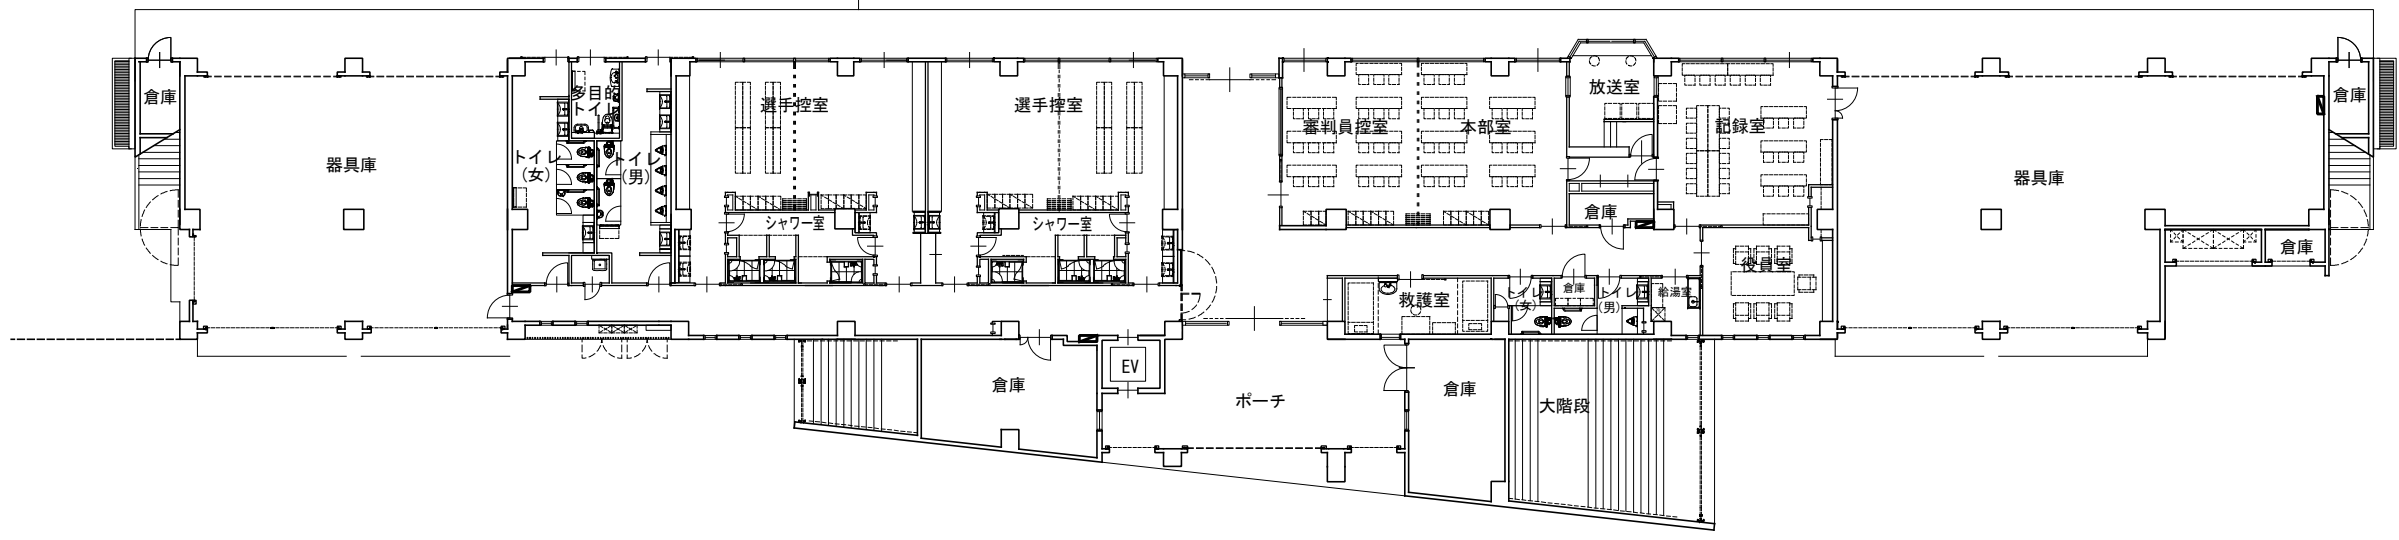 倉庫
器具庫
多目的
トイレ
トイレ
(女)
トイレ
(男)
選手控室
シャワー室
選手控室
シャワー室
審判員控室
本部室
放送室
記録室
倉庫
器具庫
倉庫
倉庫
役員室
救護室
トイレ
(女)
倉庫
トイレ
(男)
給湯室
倉庫
EV
ポーチ
倉庫
大階段